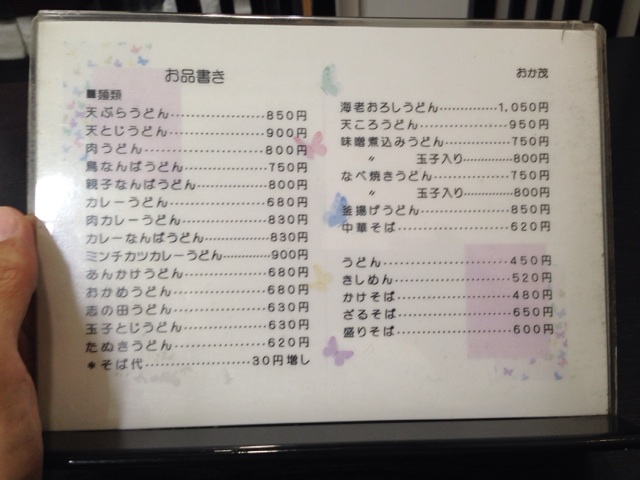 お品書き
おか茂
■麺類
天ぷらうどん………………850円
天とじうどん………………900円
肉うどん……………………800円
鳥なんばうどん……………750円
親子なんばうどん…………800円
カレーうどん………………680円
肉カレーうどん……………830円
カレーなんばうどん………830円
ミンチカツカレーうどん……900円
あんかけうどん……………680円
おかめうどん………………680円
志の田うどん………………630円
玉子とじうどん……………630円
たぬきうどん………………620円
*そば代……………………30円増し
海老おろしうどん…………1,050円
天ころうどん………………950円
味噌煮込みうどん…………750円
〃 玉子入り……………800円
なべ焼きうどん……………750円
〃 玉子入り……………800円
釜揚げうどん………………850円
中華そば……………………620円
うどん………………………450円
きしめん……………………520円
かけそば……………………480円
ざるそば……………………650円
盛りそば……………………600円